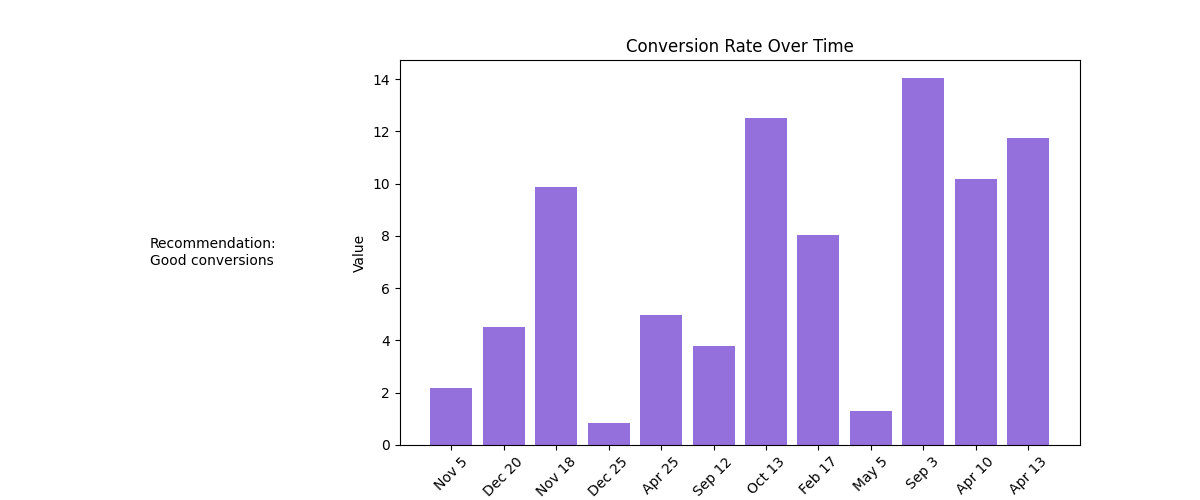 Conversion Rate Over Time
Recommendation:
Good conversions
Value
14
12
10
8
6
4
2
0
Nov 5
Dec 20
Nov 18
Dec 25
Apr 25
Sep 12
Oct 13
Feb 17
May 5
Sep 3
Apr 10
Apr 13